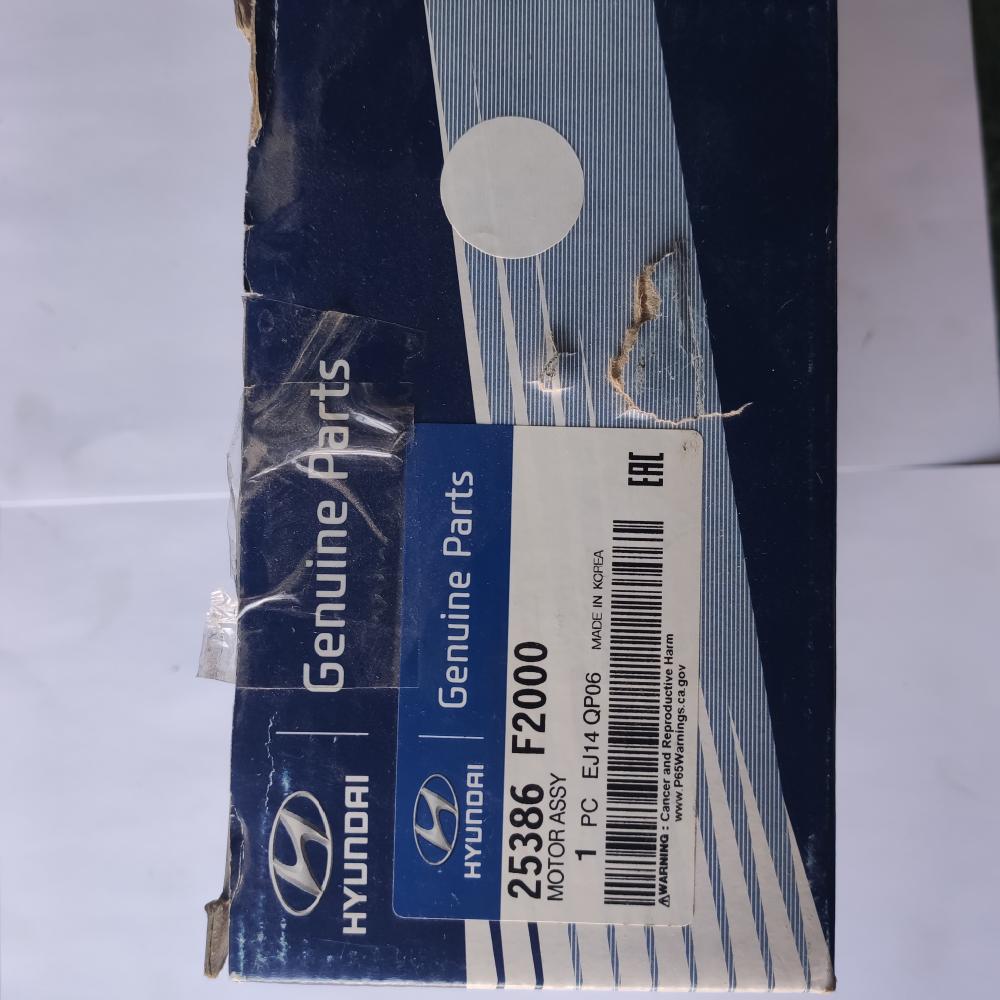 HYUNDAI | Genuine Parts
HYUNDAI | Genuine Parts
25386 F2000
MOTOR ASSY
1 PC EJ14 QP06 MADE IN KOREA
EAC
⚠WARNING : Cancer and Reproductive Harm
www.P65Warnings.ca.gov